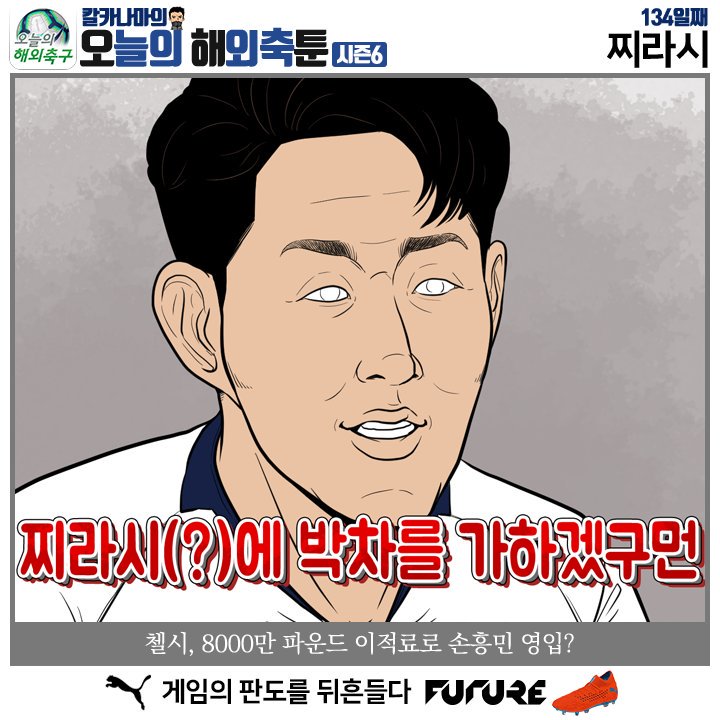 오늘의
해외축구
칼카나마의
오늘의 해외축툰 시즌6
134일째
찌라시
찌라시(?)에 박차를 가하겠구먼
첼시, 8000만 파운드 이적료로 손흥민 영입?
게임의 판도를 뒤흔들다 FUTURE